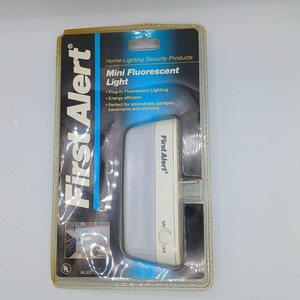 Home Lighting Security Products
First Alert®
Mini Fluorescent
Light
• Plug In Fluorescent Lighting
• Energy efficient
• Perfect for workshops, garages,
basements and kitchens
First Alert®
ON
OFF